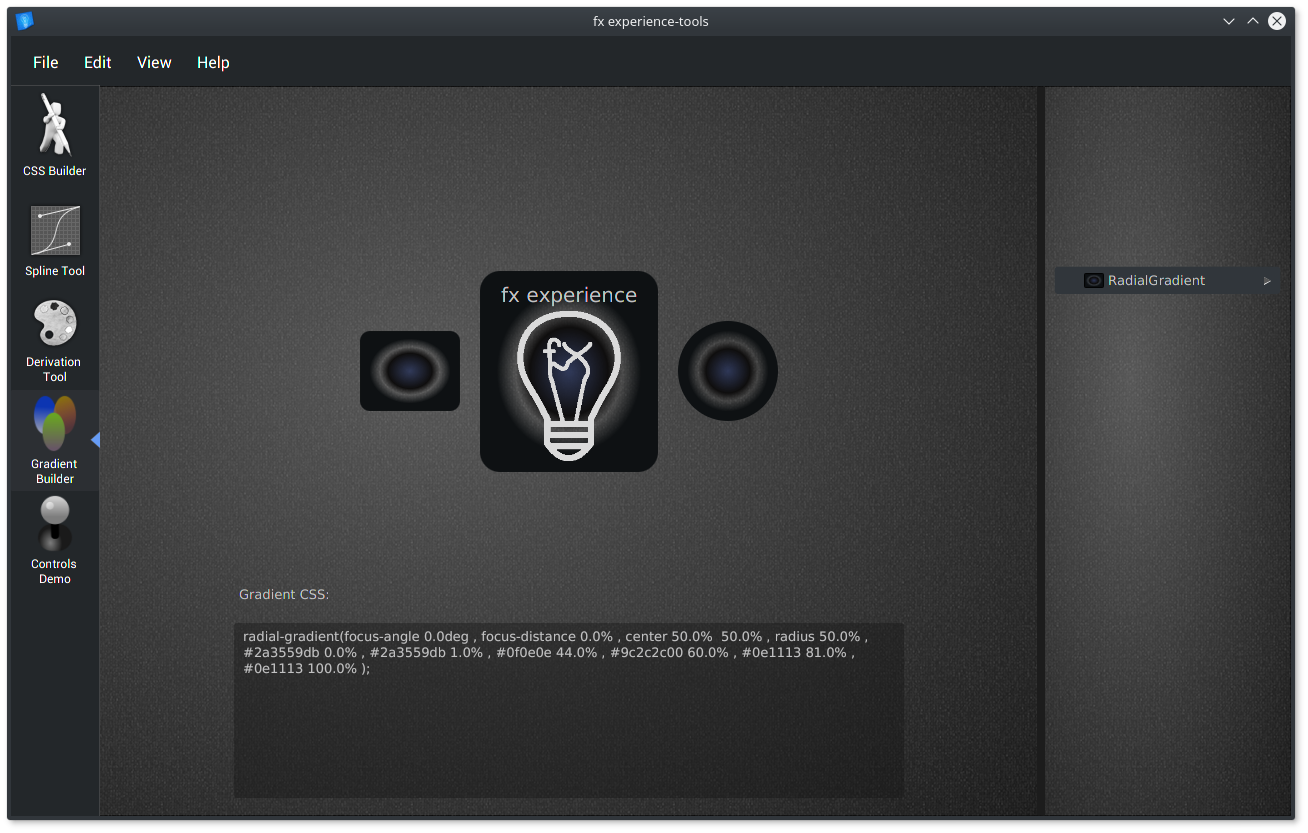 fx experience-tools
File Edit View Help
CSS Builder
Spline Tool
Derivation
Tool
Gradient
Builder
Controls
Demo
fx experience
fx
RadialGradient
Gradient CSS:
radial-gradient(focus-angle 0.0deg , focus-distance 0.0% , center 50.0%  50.0% , radius 50.0% ,
#2a3559db 0.0% , #2a3559db 1.0% , #0f0e0e 44.0% , #9c2c2c00 60.0% , #0e1113 81.0% ,
#0e1113 100.0% );